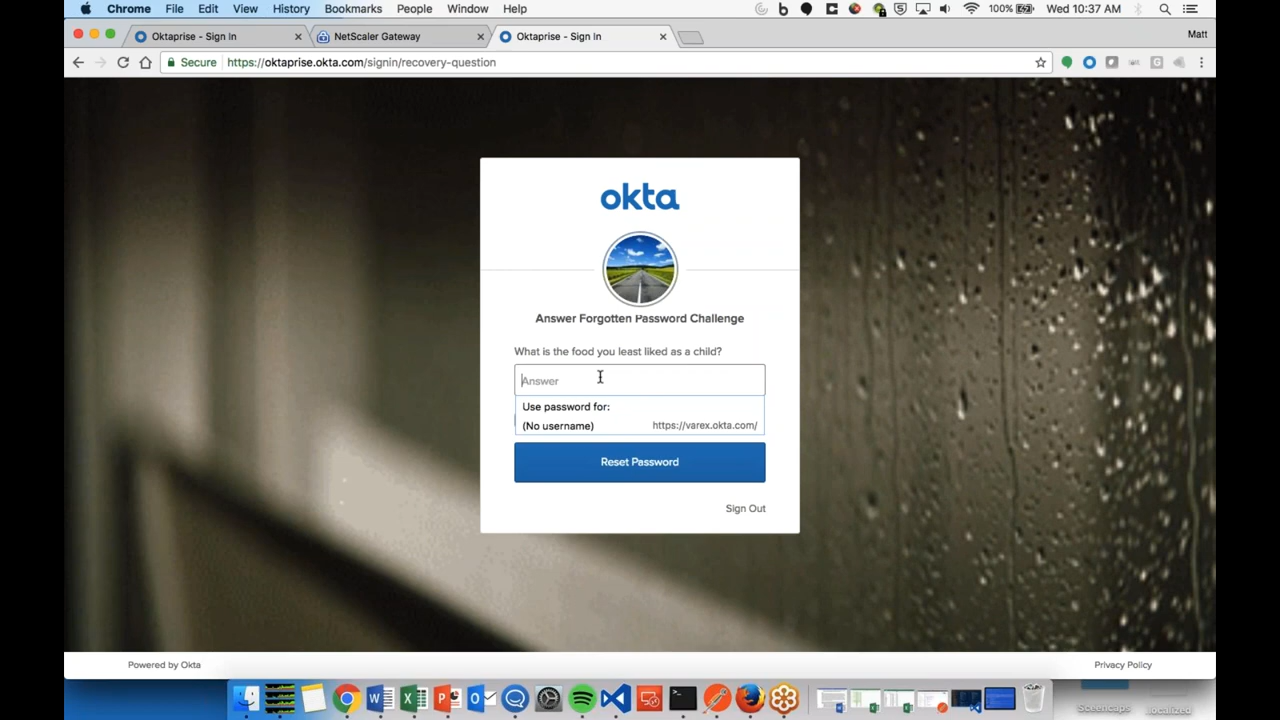 Chrome File Edit View History Bookmarks People Window Help 100% Wed 10:37 AM
Oktaprise - Sign In NetScaler Gateway Oktaprise - Sign In Matt
Secure https://oktaprise.okta.com/signin/recovery-question
okta
Answer Forgotten Password Challenge
What is the food you least liked as a child?
Answer
Use password for:
(No username) https://varex.okta.com/
Reset Password
Sign Out
Powered by Okta Privacy Policy
Screencaps localized